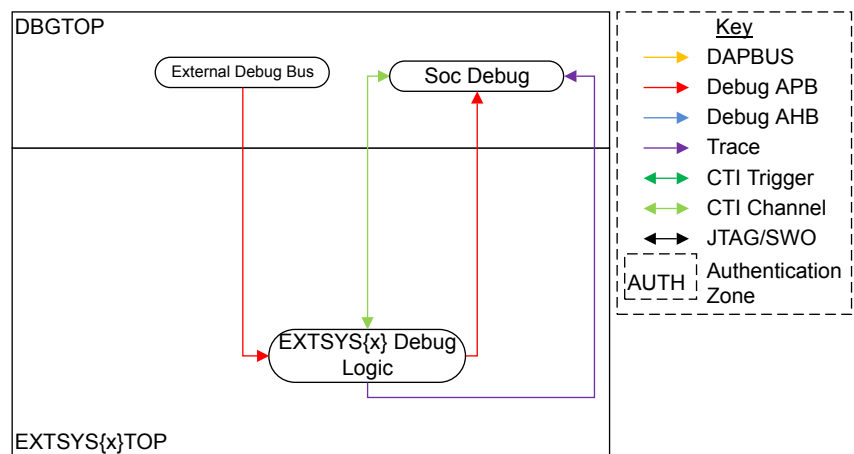 DBGTOP
External Debug Bus
Soc Debug
EXTSYS{x} Debug
Logic
EXTSYS{x}TOP
Key
DAPBUS
Debug APB
Debug AHB
Trace
CTI Trigger
CTI Channel
JTAG/SWO
AUTH
Authentication
Zone